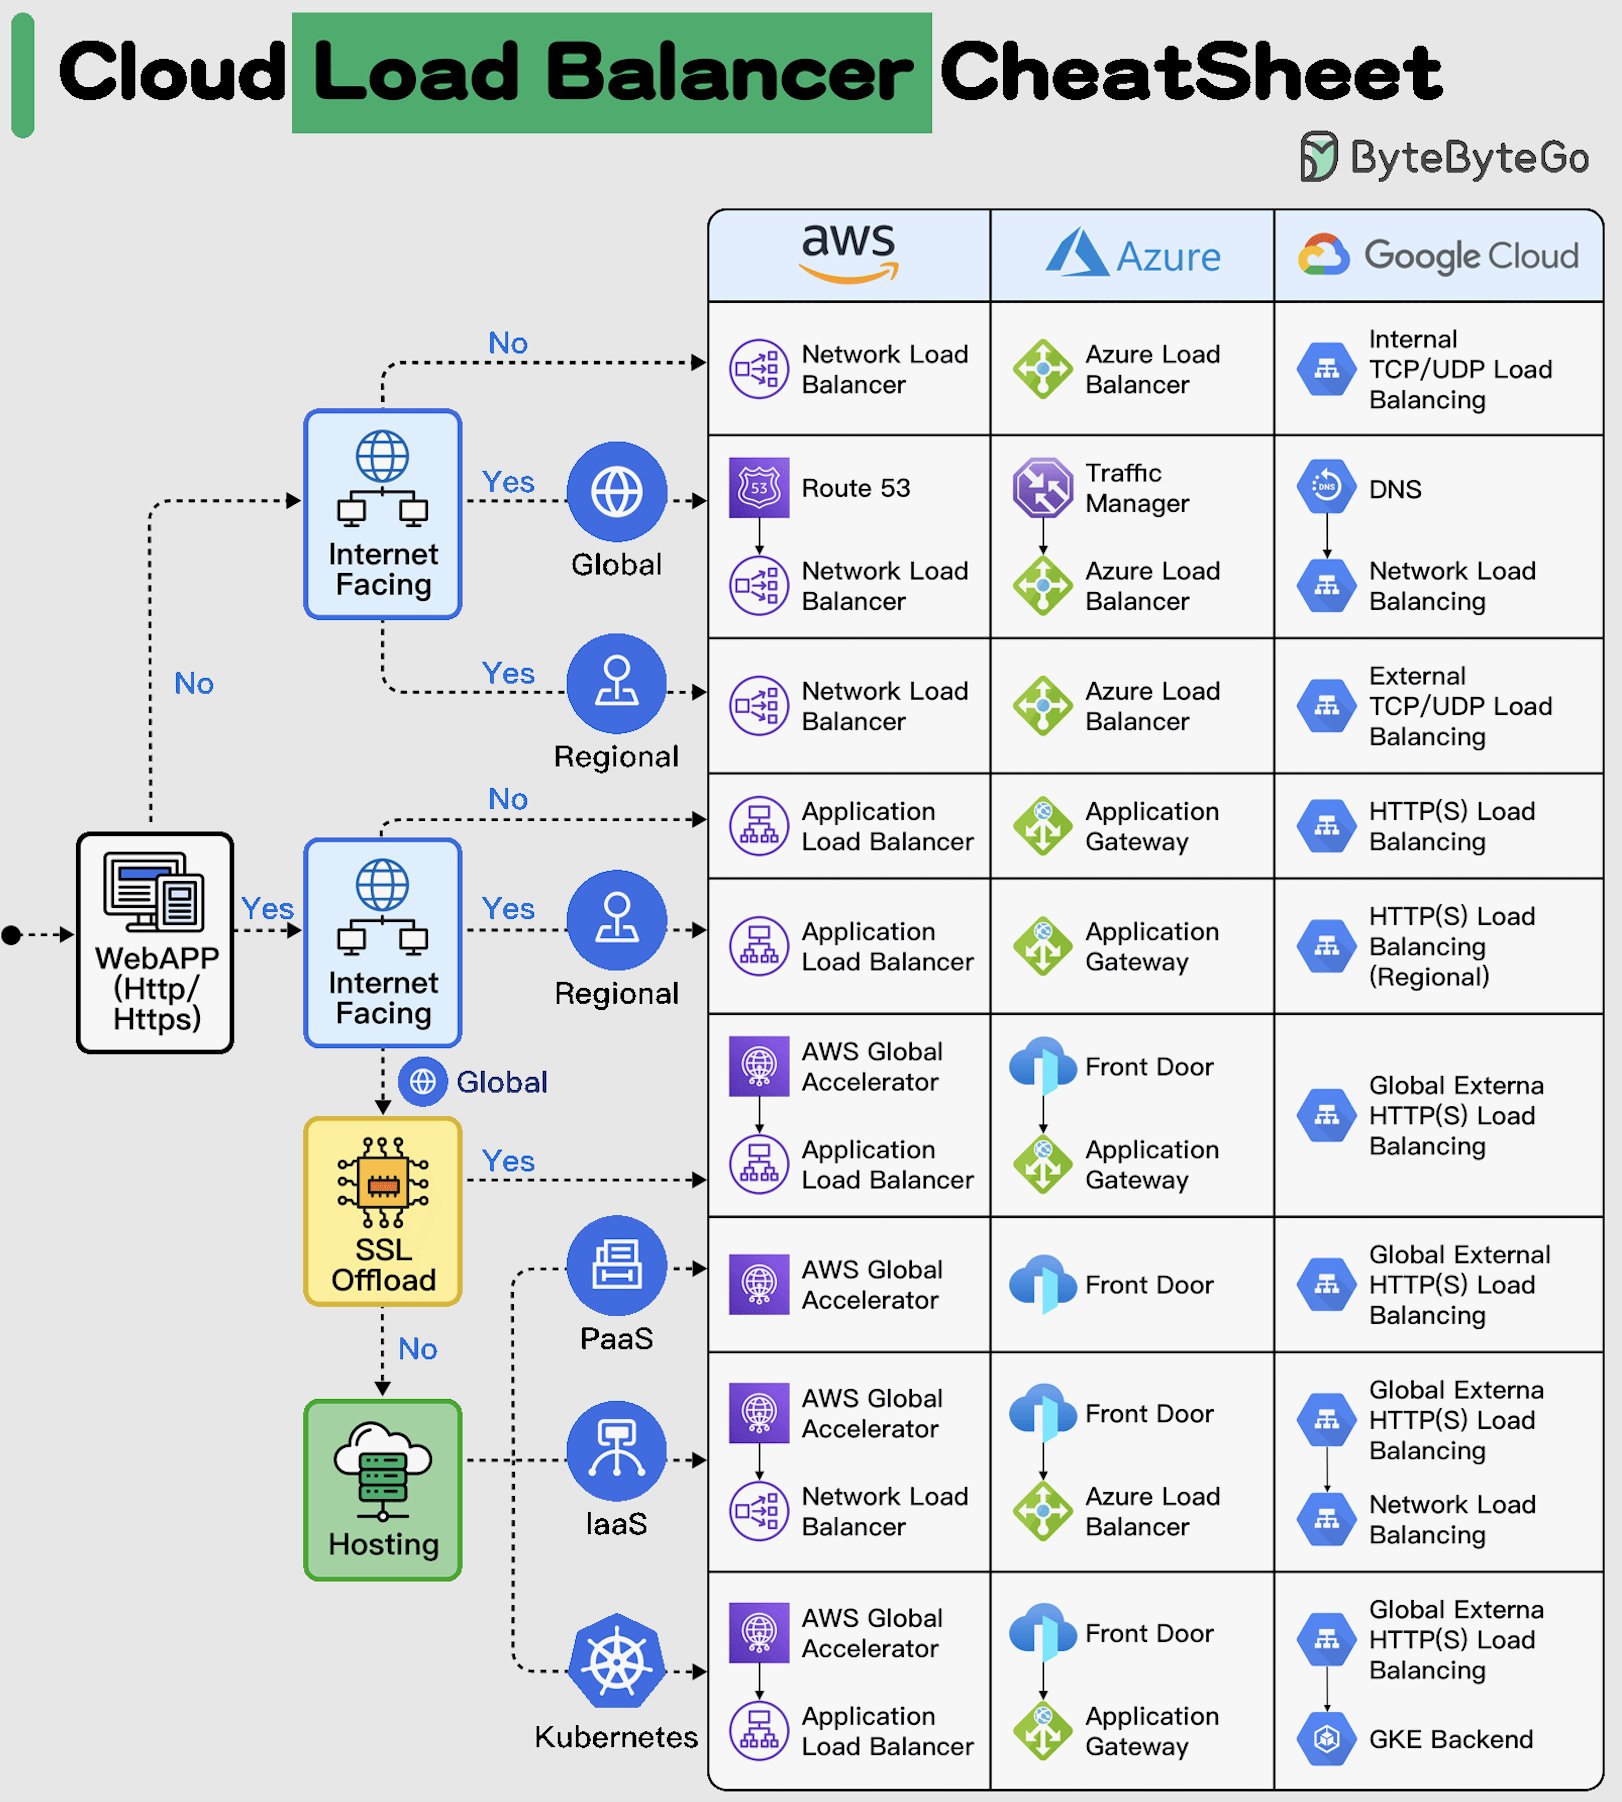 Cloud Load Balancer CheatSheet
ByteByteGo
aws
Azure
Google Cloud
No
Network Load
Balancer
Azure Load
Balancer
Internal
TCP/UDP Load
Balancing
Internet
Facing
Yes
Global
53
Route 53
Network Load
Balancer
Traffic
Manager
Azure Load
Balancer
DNS
DNS
Network Load
Balancing
No
Yes
Regional
Network Load
Balancer
Azure Load
Balancer
External
TCP/UDP Load
Balancing
No
Application
Load Balancer
Application
Gateway
HTTP(S) Load
Balancing
WebAPP
(Http/
Https)
Yes
Internet
Facing
Yes
Regional
Application
Load Balancer
Application
Gateway
HTTP(S) Load
Balancing
(Regional)
Global
SSL
Offload
Yes
AWS Global
Accelerator
Application
Load Balancer
Front Door
Application
Gateway
Global Externa
HTTP(S) Load
Balancing
No
Hosting
PaaS
AWS Global
Accelerator
Front Door
Global External
HTTP(S) Load
Balancing
IaaS
AWS Global
Accelerator
Network Load
Balancer
Front Door
Azure Load
Balancer
Global Externa
HTTP(S) Load
Balancing
Network Load
Balancing
Kubernetes
AWS Global
Accelerator
Application
Load Balancer
Front Door
Application
Gateway
Global Externa
HTTP(S) Load
Balancing
GKE Backend